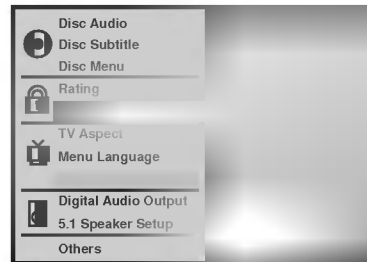 Disc Audio
Disc Subtitle
Disc Menu
Rating
TV Aspect
Menu Language
Digital Audio Output
5.1 Speaker Setup
Others